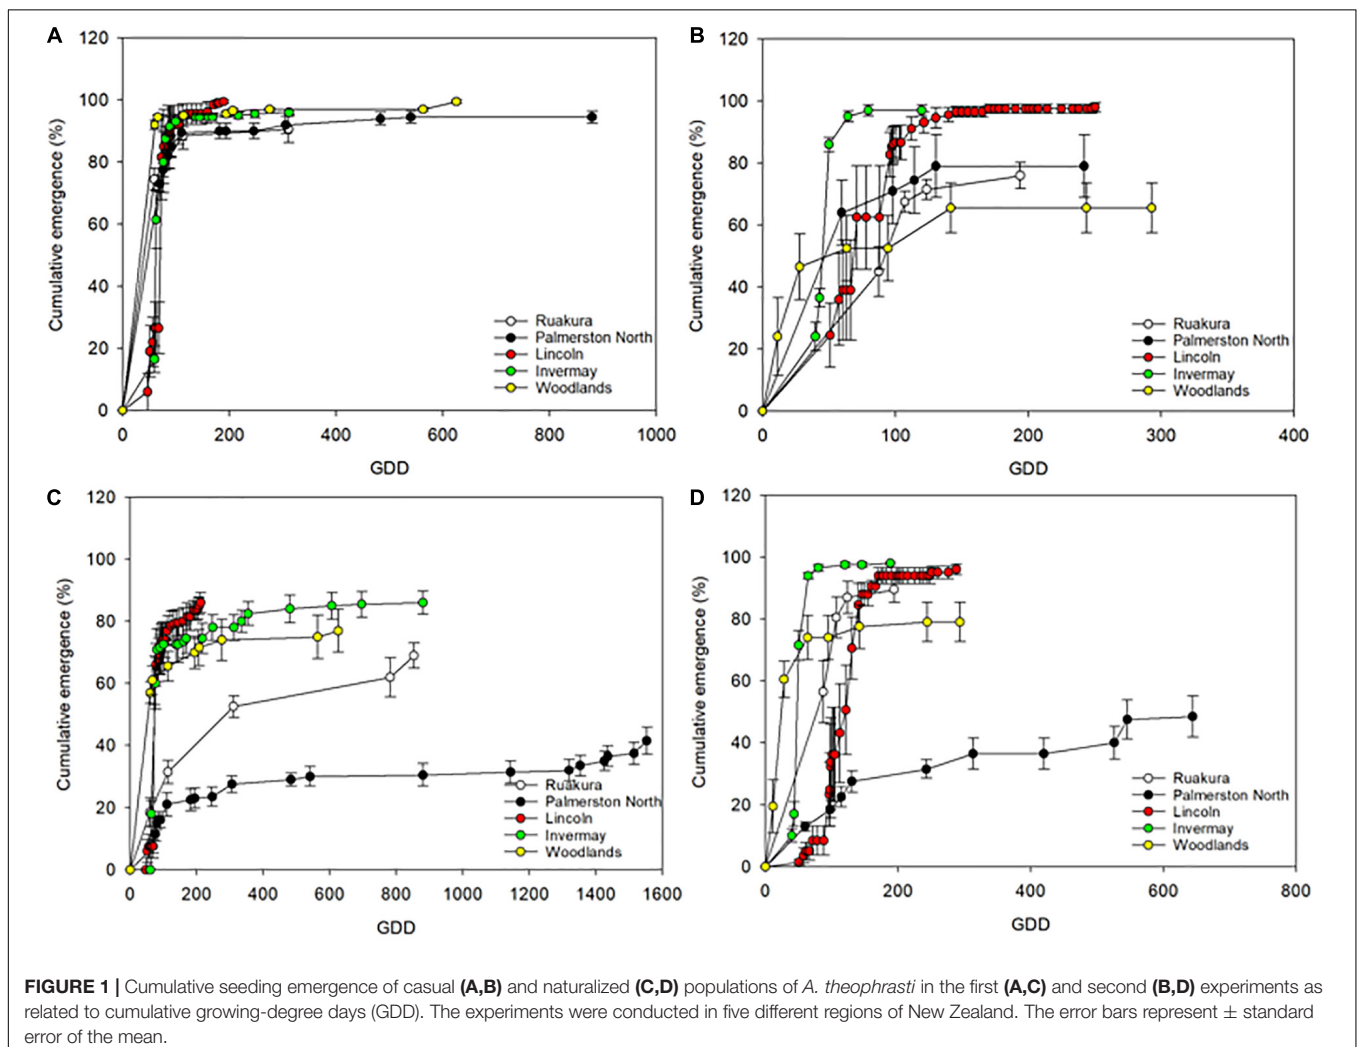 A
120
100
80
60
40
20
0
Cumulative emergence (%)
Ruakura
Palmerston North
Lincoln
Invermay
Woodlands
0 200 400 600 800 1000
GDD
B
120
100
80
60
40
20
0
Cumulative emergence (%)
Ruakura
Palmerston North
Lincoln
Invermay
Woodlands
0 100 200 300 400
GDD
C
120
100
80
60
40
20
0
Cumulative emergence (%)
Ruakura
Palmerston North
Lincoln
Invermay
Woodlands
0 200 400 600 800 1000 1200 1400 1600
GDD
D
120
100
80
60
40
20
0
Cumulative emergence (%)
Ruakura
Palmerston North
Lincoln
Invermay
Woodlands
0 200 400 600 800
GDD
FIGURE 1 | Cumulative seeding emergence of casual (A,B) and naturalized (C,D) populations of A. theophrasti in the first (A,C) and second (B,D) experiments as
related to cumulative growing-degree days (GDD). The experiments were conducted in five different regions of New Zealand. The error bars represent ± standard
error of the mean.